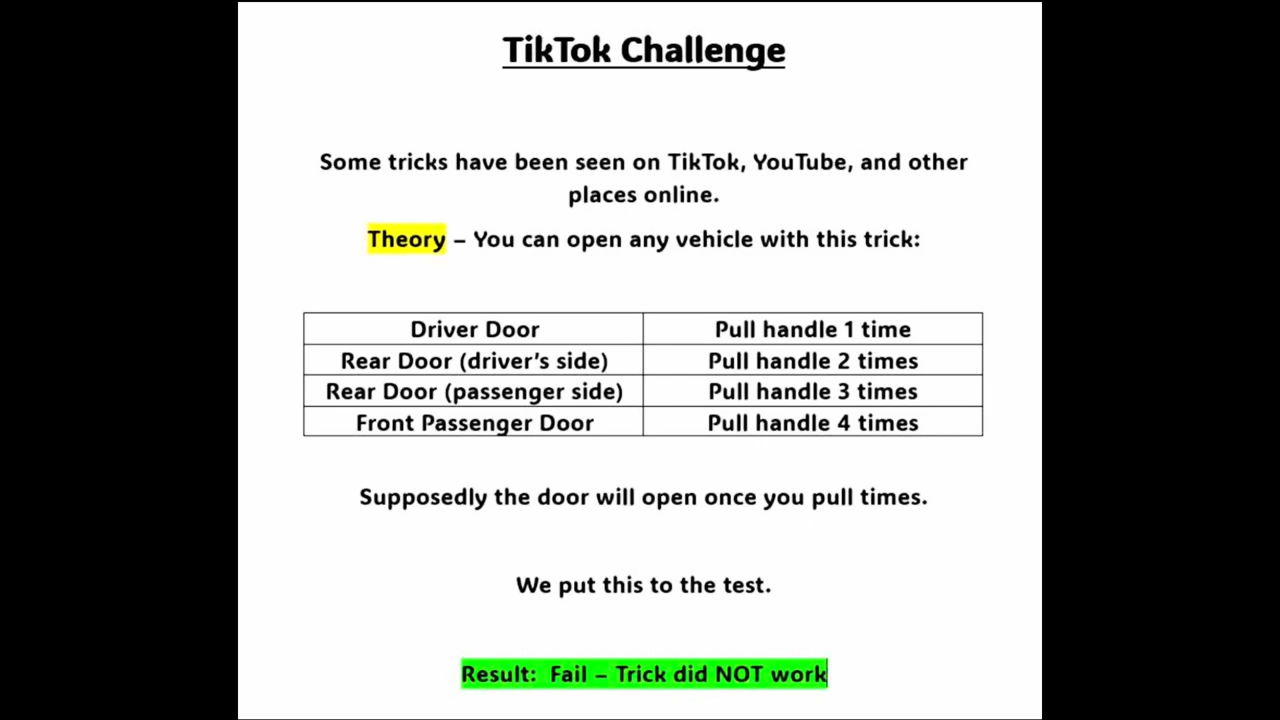 TikTok Challenge
Some tricks have been seen on TikTok, YouTube, and other
places online.
Theory – You can open any vehicle with this trick:
Driver Door Pull handle 1 time
Rear Door (driver's side) Pull handle 2 times
Rear Door (passenger side) Pull handle 3 times
Front Passenger Door Pull handle 4 times
Supposedly the door will open once you pull times.
We put this to the test.
Result:  Fail – Trick did NOT work